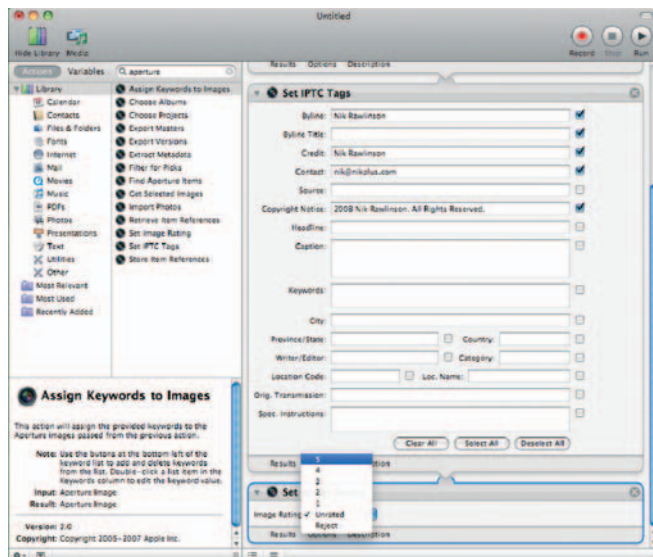 Untitled
Hide Library Media
Record Stop Run
Actions Variables
aperture
Library
Calendar
Contacts
Files & Folders
Fonts
Internet
Mail
Movies
Music
PDFs
Photos
Presentations
Text
Utilities
Other
Most Relevant
Most Used
Recently Added
Assign Keywords to Images
Choose Albums
Choose Projects
Export Masters
Export Versions
Extract Metadata
Filter for Picks
Find Aperture Items
Get Selected Images
Import Photos
Retrieve Item References
Set Image Rating
Set IPTC Tags
Store Item References
Assign Keywords to Images
This action will assign the provided keywords to the
Aperture images passed from the previous action.
Note: Use the butons at the bottom left of the
keyword list to add and delete keywords
from the list. Double-click a list item in the
Keywords column to edit the keyword value.
Input: Aperture Image
Result: Aperture Image
Version: 2.0
Copyright: Copyright 2005-2007 Apple Inc.
Results Options Description
Set IPTC Tags
Byline: Nik Rawlinson
Byline Title:
Credit: Nik Rawlinson
Contact: nik@nikplus.com
Source:
Copyright Notice: 2008 Nik Rawlinson. All Rights Reserved.
Headline:
Caption:
Keywords:
City:
Province/State: Country:
Writer/Editor: Category:
Location Code: Loc. Name:
Orig. Transmission:
Spec. Instructions:
Clear All Select All Deselect All
Results
5
4
3
2
1
Unrated
Reject
Set
Image Rating
Results Options Description